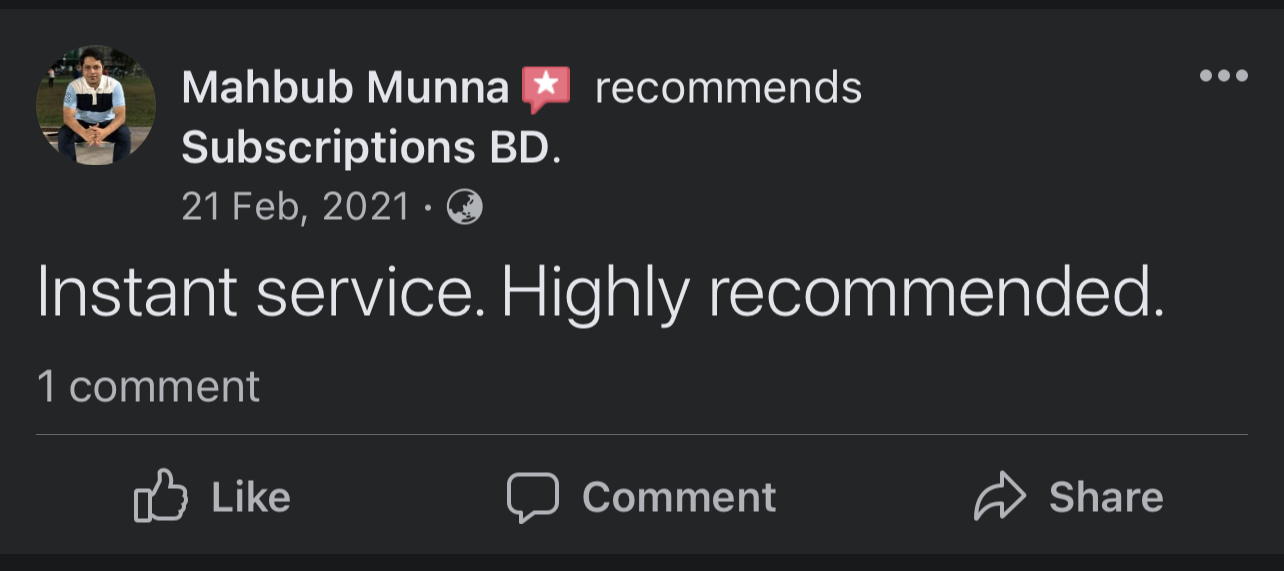 Mahbub Munna recommends
Subscriptions BD.
21 Feb, 2021 ·
Instant service. Highly recommended.
1 comment
Like Comment Share